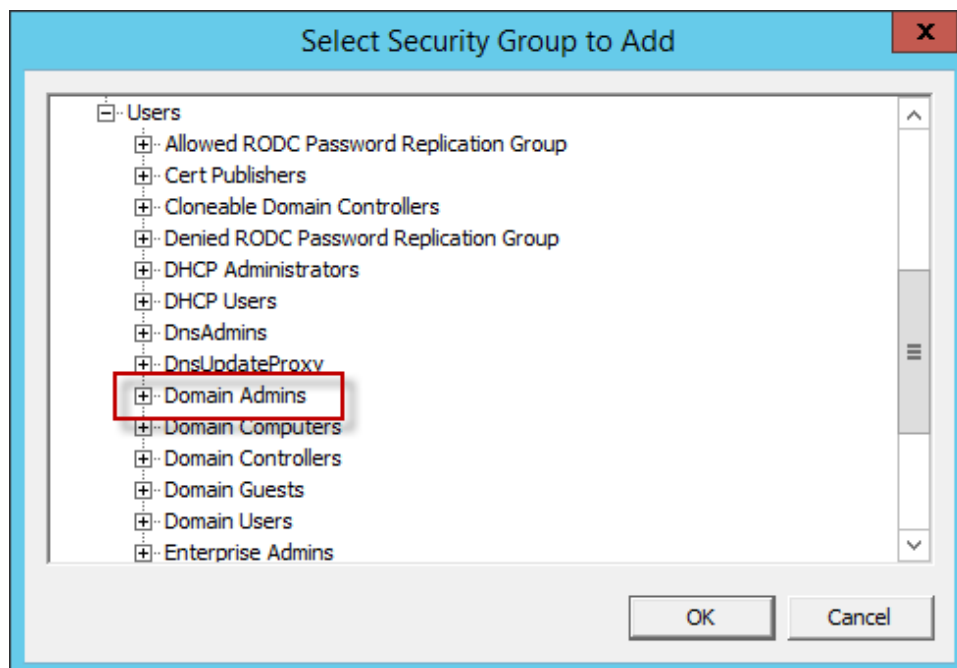 Select Security Group to Add
Users
Allowed RODC Password Replication Group
Cert Publishers
Cloneable Domain Controllers
Denied RODC Password Replication Group
DHCP Administrators
DHCP Users
DnsAdmins
DnsUpdateProxy
Domain Admins
Domain Computers
Domain Controllers
Domain Guests
Domain Users
Enterprise Admins
OK Cancel